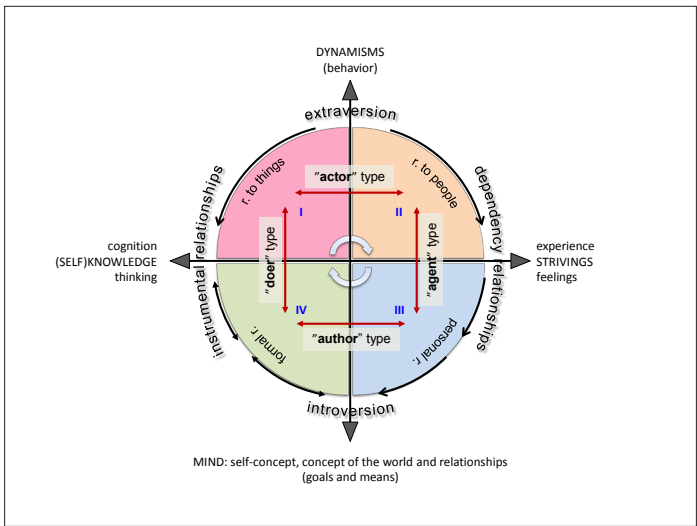 DYNAMISMS
(behavior)
extraversion
instrumental relationships
dependency relationships
r. to things
r. to people
"actor" type
I
II
cognition
(SELF)KNOWLEDGE
thinking
"doer" type
"agent" type
experience
STRIVINGS
feelings
IV
III
"author" type
formal r.
personal r.
introversion
MIND: self-concept, concept of the world and relationships
(goals and means)